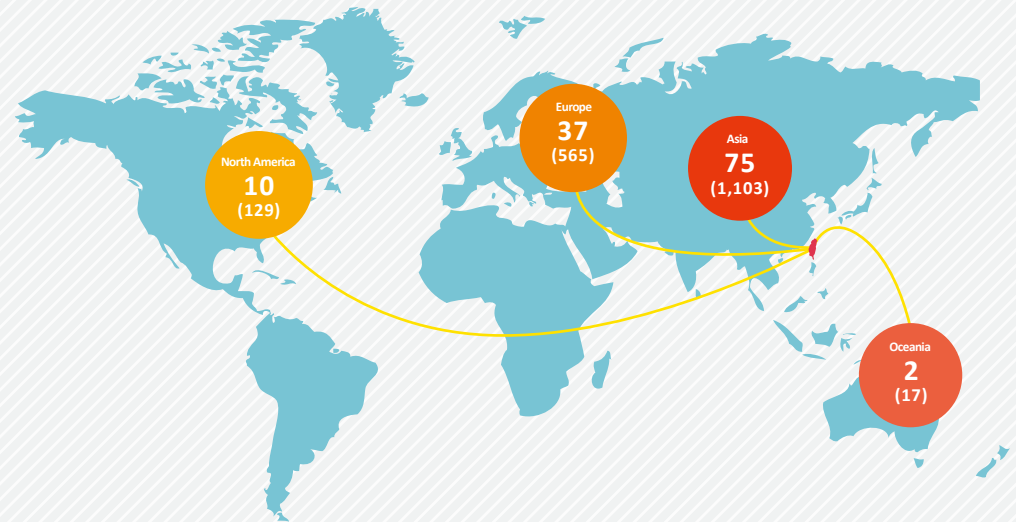 North America
10
(129)
Europe
37
(565)
Asia
75
(1,103)
Oceania
2
(17)